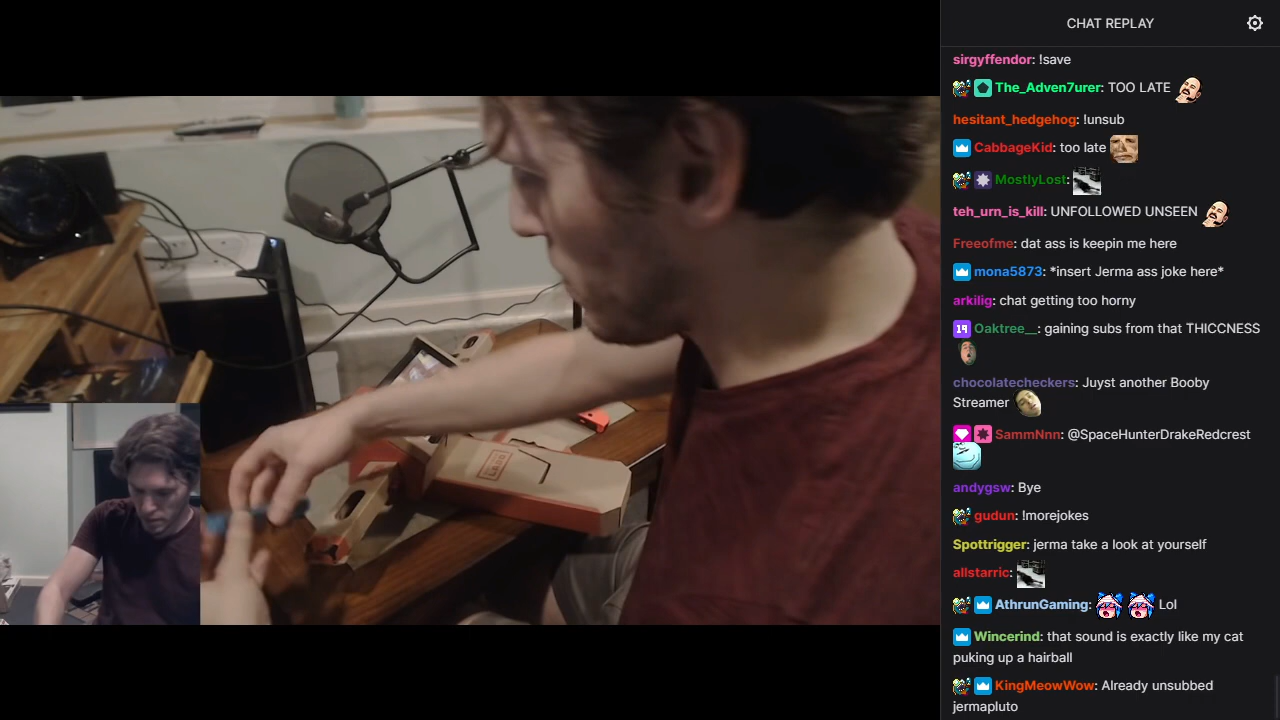 CHAT REPLAY
sirgyffendor: !save
The_Adven7urer: TOO LATE
hesitant_hedgehog: !unsub
CabbageKid: too late
MostlyLost:
teh_urn_is_kill: UNFOLLOWED UNSEEN
Freeofme: dat ass is keepin me here
mona5873: *insert Jerma ass joke here*
arkilig: chat getting too horny
19 Oaktree__: gaining subs from that THICCNESS
chocolatecheckers: Juyst another Booby
Streamer
SammNnn: @SpaceHunterDrakeRedcrest
andygsw: Bye
gudun: !morejokes
Spottrigger: jerma take a look at yourself
allstarric:
AthrunGaming: Lol
Wincerind: that sound is exactly like my cat
puking up a hairball
KingMeowWow: Already unsubbed
jermapluto